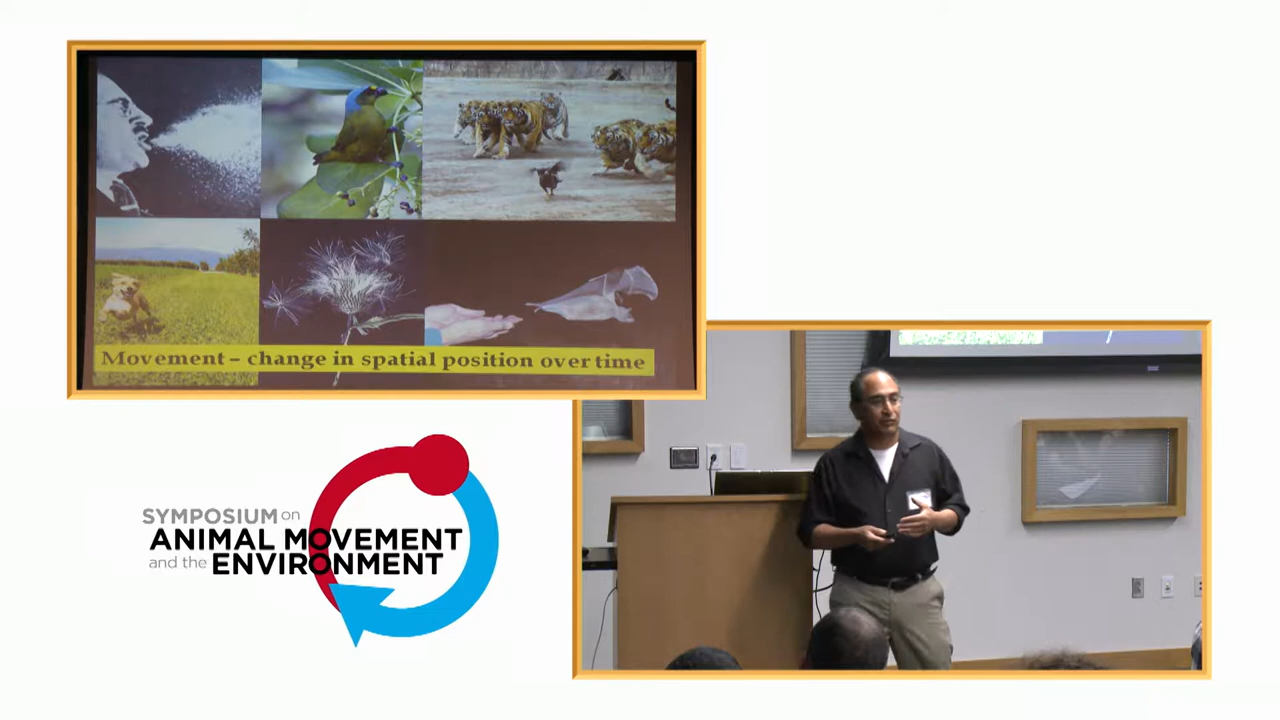 Movement – change in spatial position over time
SYMPOSIUM on
ANIMAL MOVEMENT
and the ENVIRONMENT